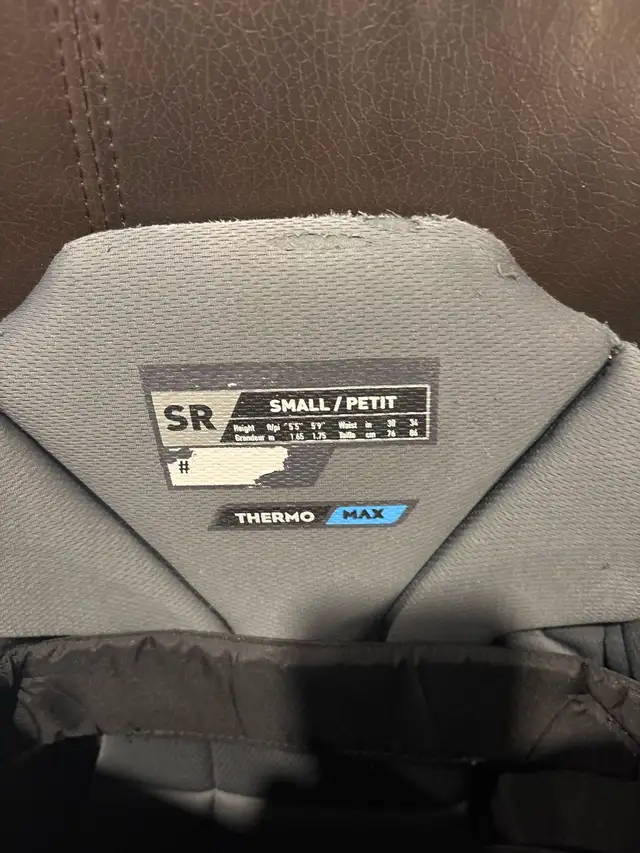 SR
SMALL / PETIT
Height ft/pi 5'5" 5'9" Waist in 30 34
Grandeur m 1.65 1.75 taille cm 76 86
#
THERMO MAX